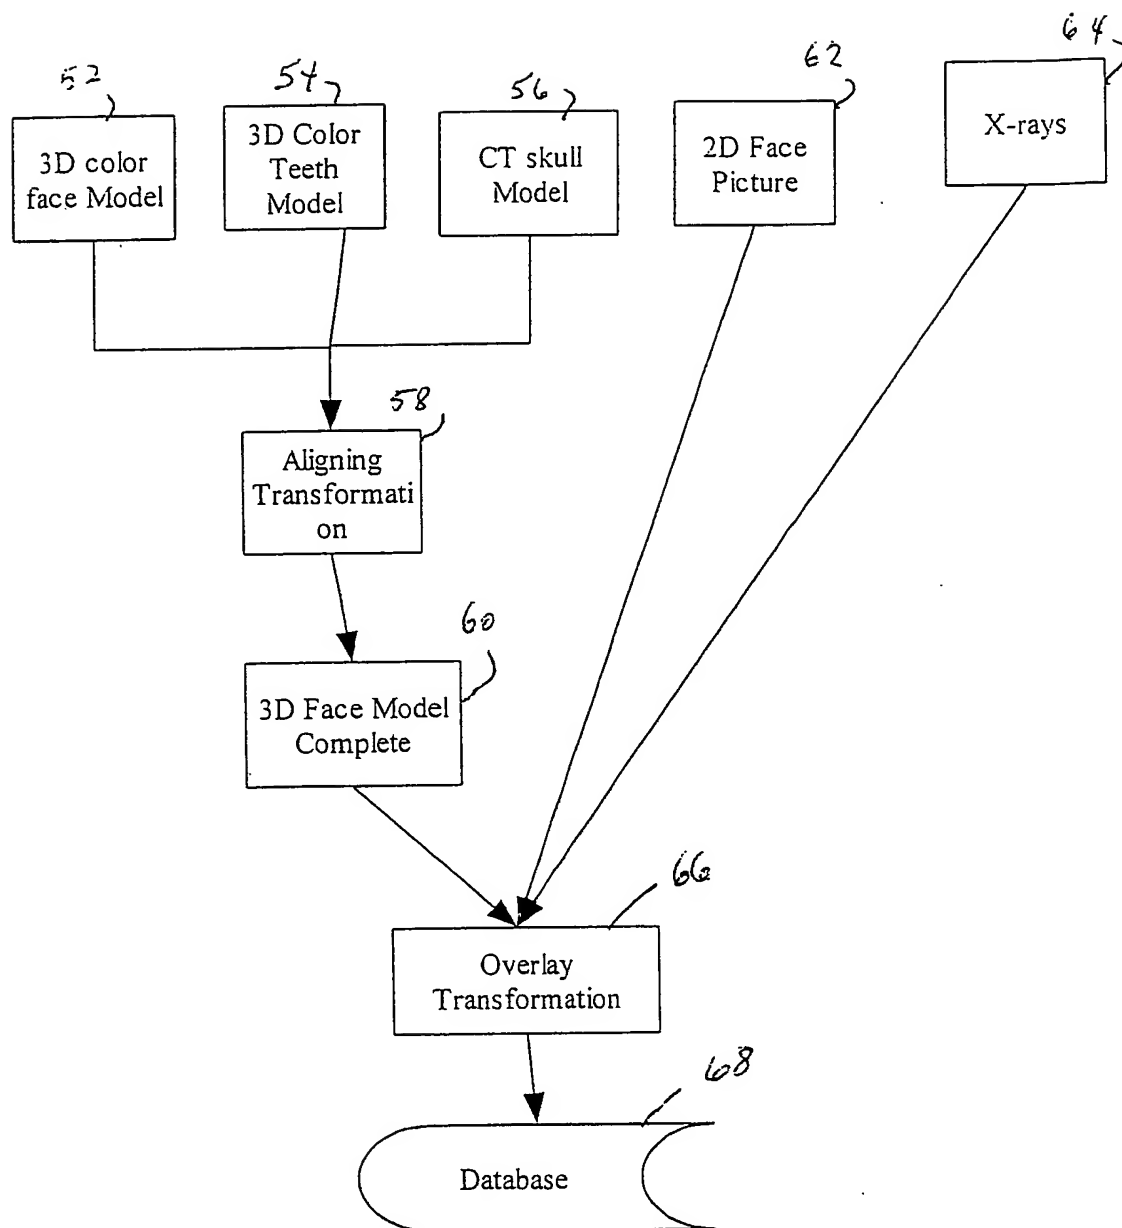 52
54
56
62
64
3D color
face Model
3D Color
Teeth
Model
CT skull
Model
2D Face
Picture
X-rays
58
Aligning
Transformati
on
60
3D Face Model
Complete
66
Overlay
Transformation
68
Database